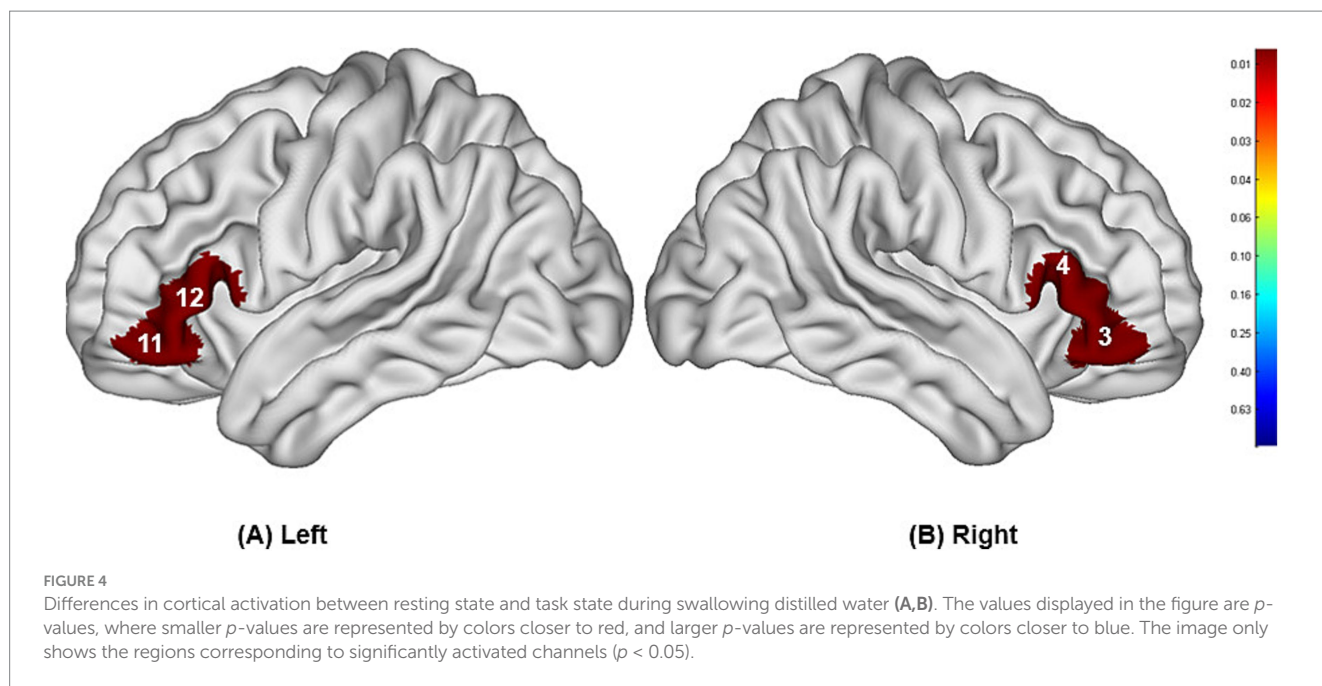 12
11
4
3
0.01
0.02
0.03
0.04
0.06
0.10
0.16
0.25
0.40
0.63
(A) Left
(B) Right
FIGURE 4
Differences in cortical activation between resting state and task state during swallowing distilled water (A,B). The values displayed in the figure are p-
values, where smaller p-values are represented by colors closer to red, and larger p-values are represented by colors closer to blue. The image only
shows the regions corresponding to significantly activated channels (p < 0.05).